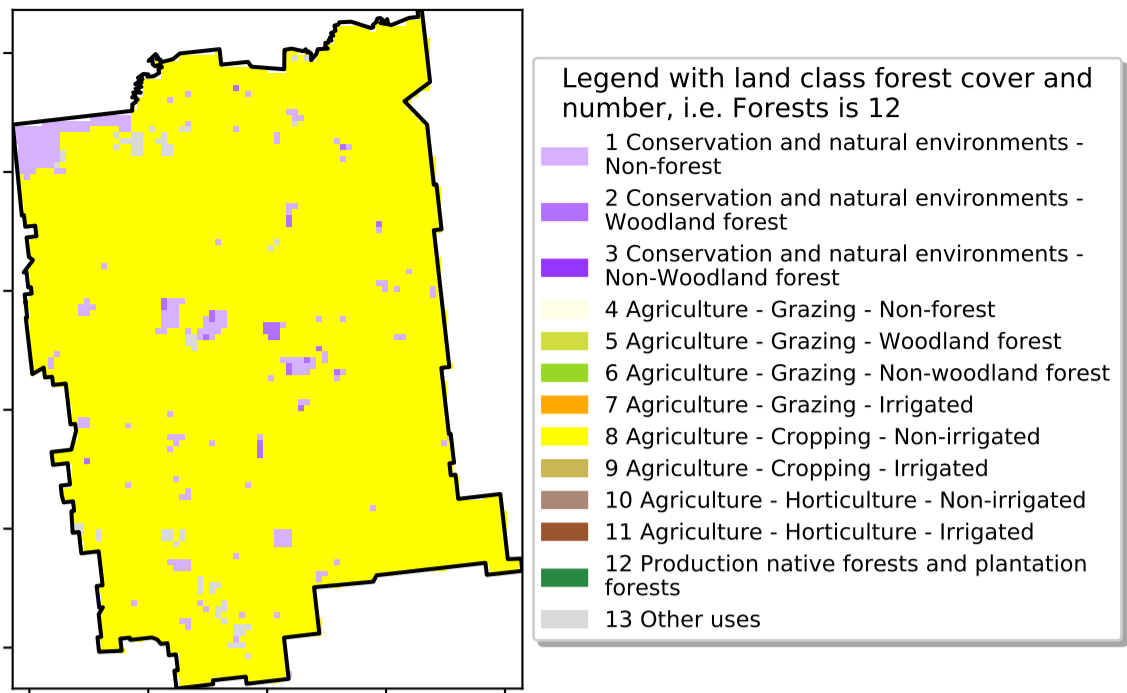 Legend with land class forest cover and
number, i.e. Forests is 12
1 Conservation and natural environments -
Non-forest
2 Conservation and natural environments -
Woodland forest
3 Conservation and natural environments -
Non-Woodland forest
4 Agriculture - Grazing - Non-forest
5 Agriculture - Grazing - Woodland forest
6 Agriculture - Grazing - Non-woodland forest
7 Agriculture - Grazing - Irrigated
8 Agriculture - Cropping - Non-irrigated
9 Agriculture - Cropping - Irrigated
10 Agriculture - Horticulture - Non-irrigated
11 Agriculture - Horticulture - Irrigated
12 Production native forests and plantation
forests
13 Other uses